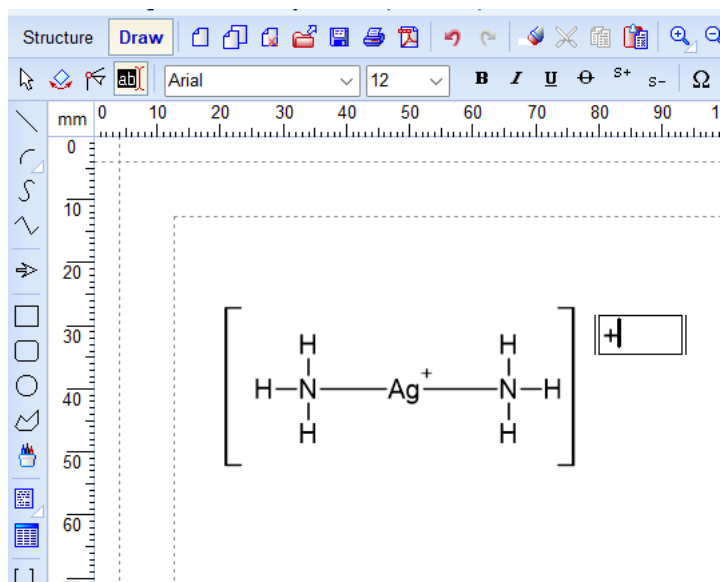 Structure Draw
ab Arial 12 B I U O S+ S- Ω
mm 0 10 20 30 40 50 60 70 80 90
0
10
20
30
40
50
60
+
H H
H N Ag + N H
H H